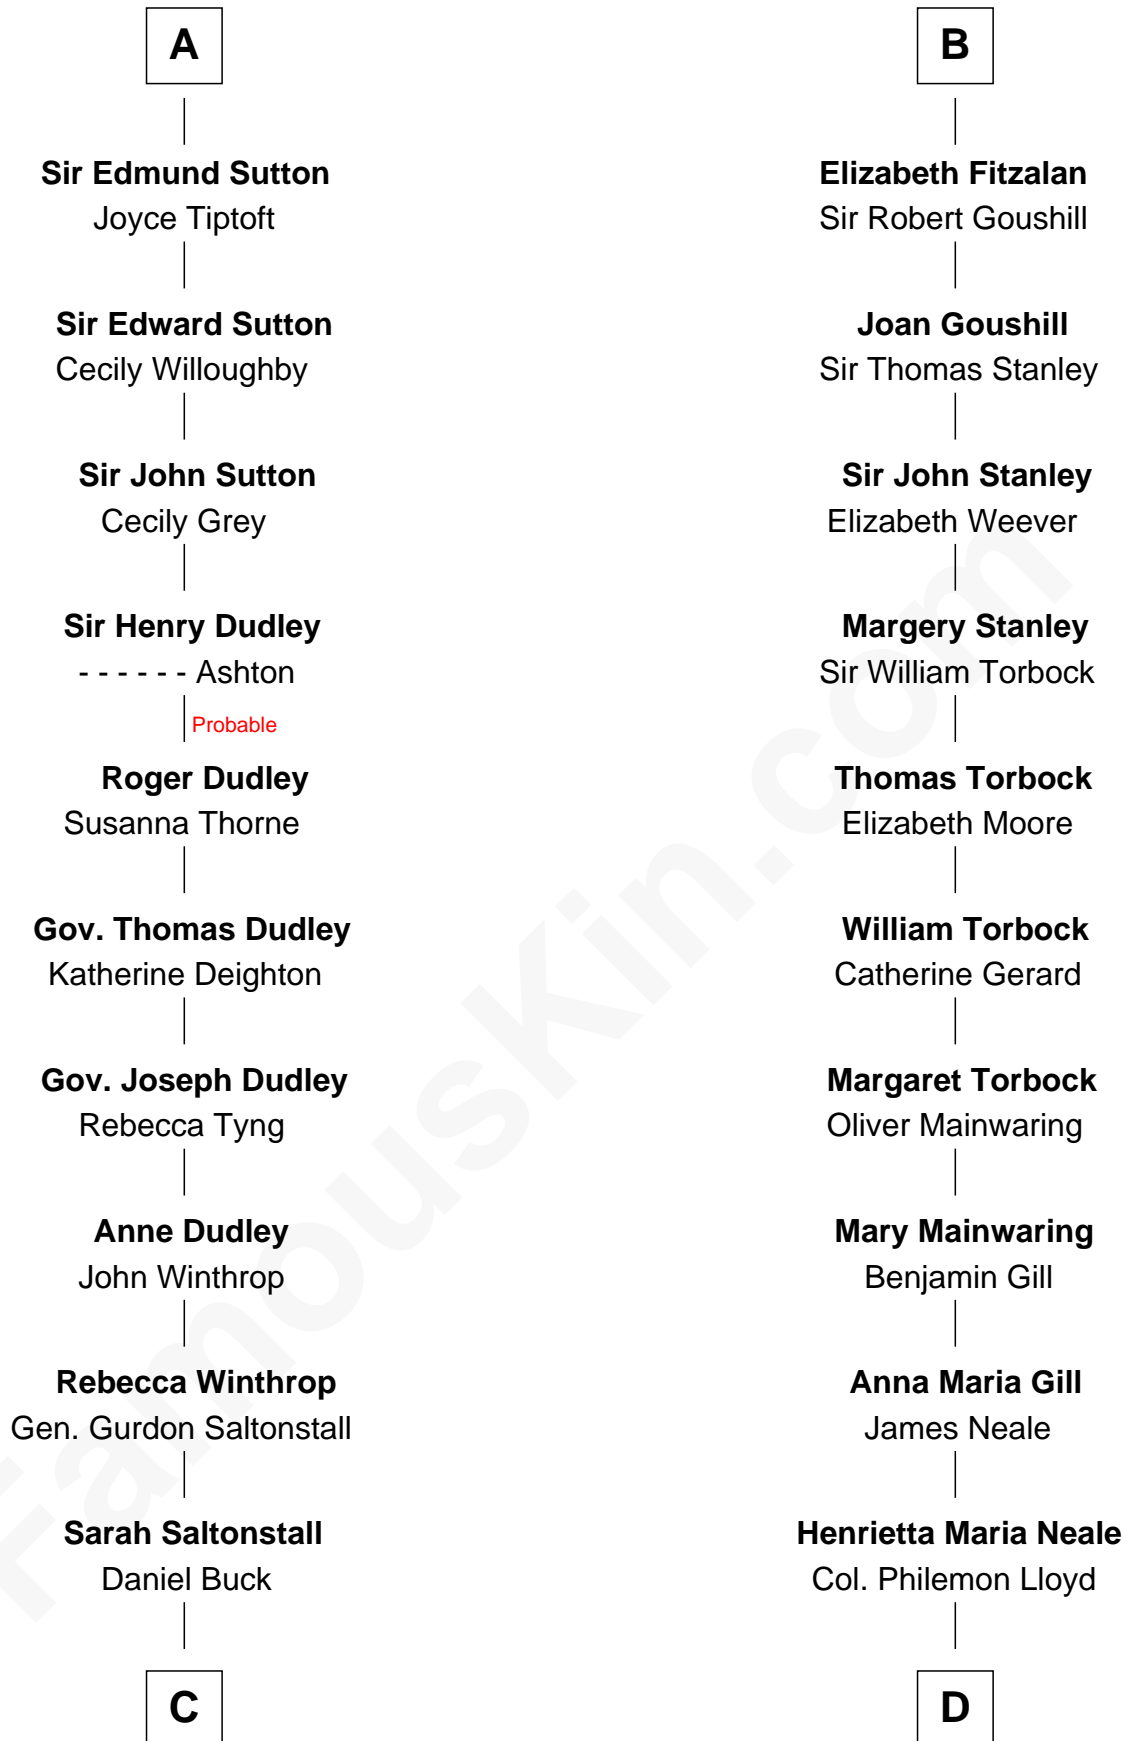 A
Sir Edmund Sutton
Joyce Tiptoft
Sir Edward Sutton
Cecily Willoughby
Sir John Sutton
Cecily Grey
Sir Henry Dudley
- - - - - - Ashton
Probable
Roger Dudley
Susanna Thorne
Gov. Thomas Dudley
Katherine Deighton
Gov. Joseph Dudley
Rebecca Tyng
Anne Dudley
John Winthrop
Rebecca Winthrop
Gen. Gurdon Saltonstall
Sarah Saltonstall
Daniel Buck
C
B
Elizabeth Fitzalan
Sir Robert Goushill
Joan Goushill
Sir Thomas Stanley
Sir John Stanley
Elizabeth Weever
Margery Stanley
Sir William Torbock
Thomas Torbock
Elizabeth Moore
William Torbock
Catherine Gerard
Margaret Torbock
Oliver Mainwaring
Mary Mainwaring
Benjamin Gill
Anna Maria Gill
James Neale
Henrietta Maria Neale
Col. Philemon Lloyd
D
FamousKin.com